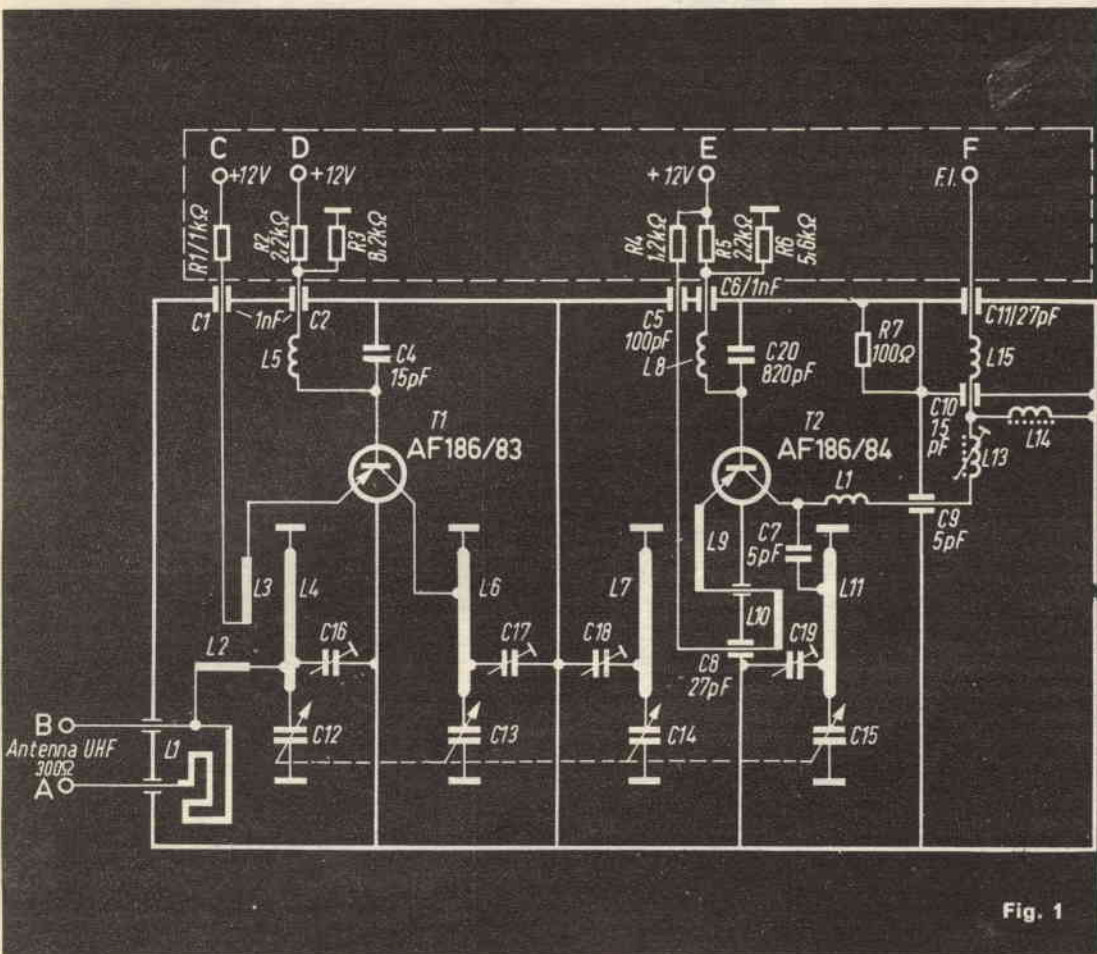 C D E F
+12V +12V +12V F.I.
R1/1kΩ
R2
2,2kΩ
R3
8,2kΩ
R4
1,2kΩ
R5
2,2kΩ
R6
5,6kΩ
C1
1nF
C2
C5
100pF
C6/1nF
C11/27pF
L5
C4
15pF
L8
C20
820pF
R7
100Ω
L15
C10
15
pF
L14
L13
T1
AF186/83
T2
AF186/84
L1
C9
5pF
C7
5pF
L9
L3
L4
L6
L7
L10
L11
L2
C16
C17
C18
C19
C8
27pF
C12
C13
C14
C15
B
Antenna UHF
300Ω
A
L1
Fig. 1